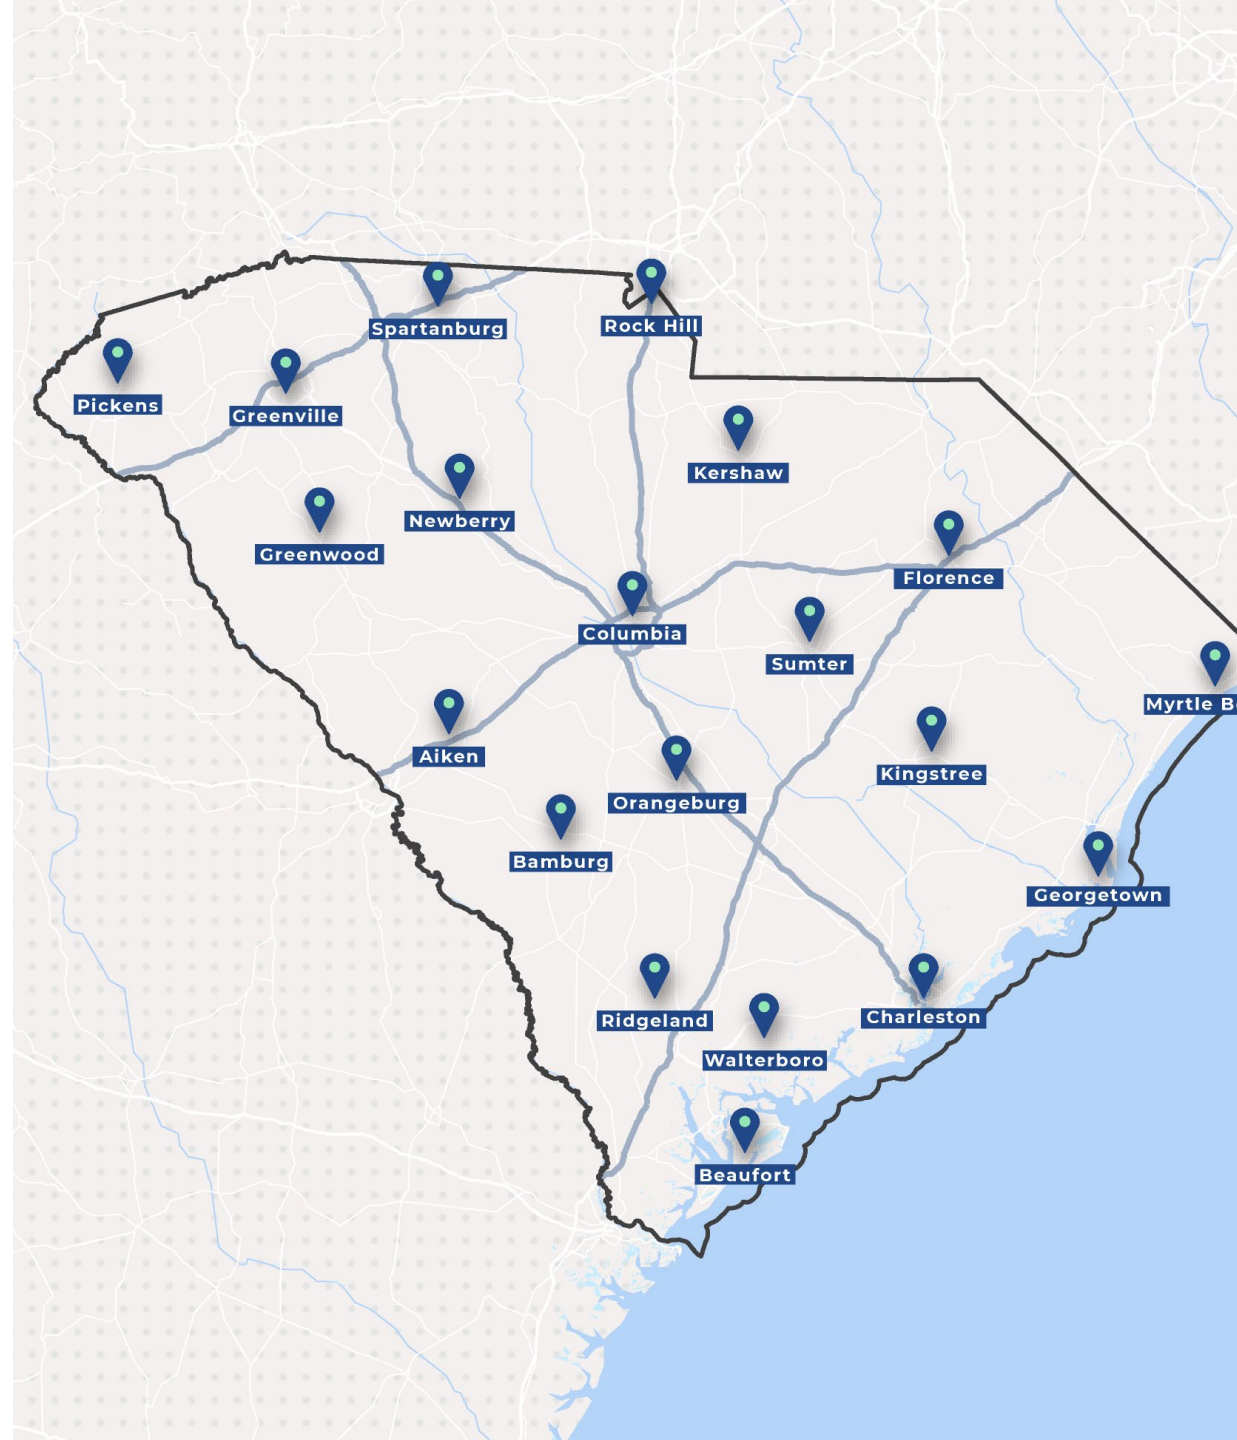 Spartanburg
Rock Hill
Pickens
Greenville
Kershaw
Newberry
Greenwood
Florence
Columbia
Sumter
Myrtle B
Aiken
Kingstree
Orangeburg
Bamburg
Georgetown
Charleston
Ridgeland
Walterboro
Beaufort